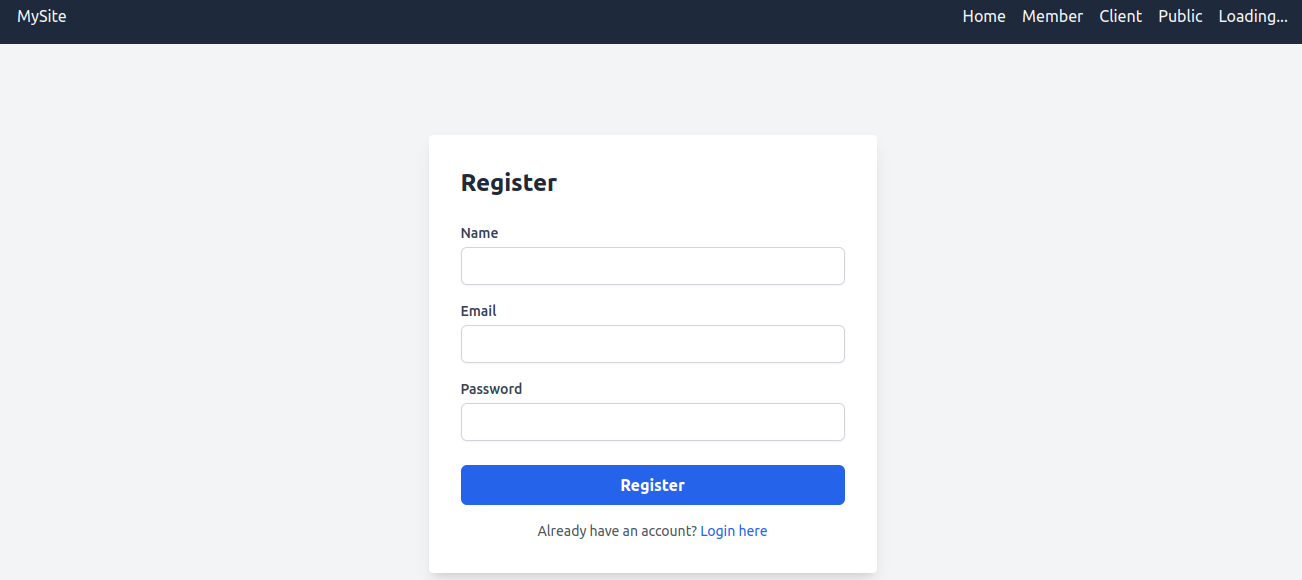 MySite Home Member Client Public Loading...
Register
Name
Email
Password
Register
Already have an account? Login here